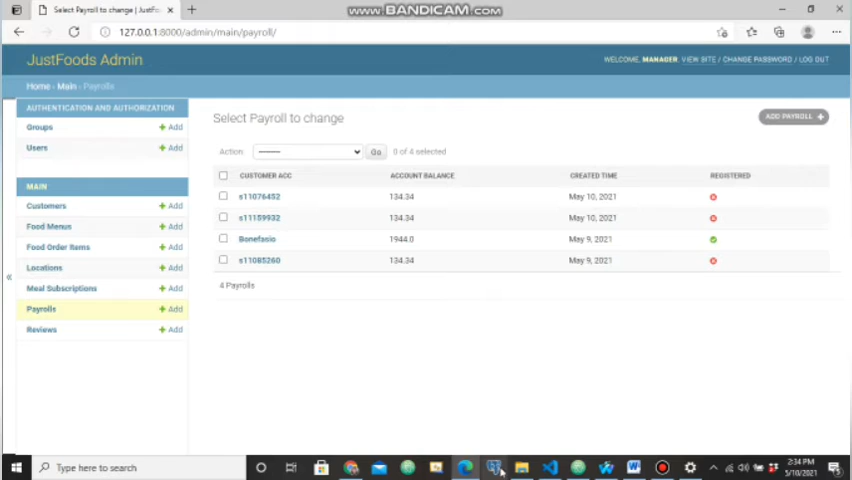 www.BANDICAM.com
Select Payroll to change | JustFo
127.0.0.1:8000/admin/main/payroll/
JustFoods Admin
WELCOME, MANAGER. VIEW SITE / CHANGE PASSWORD / LOG OUT
Home › Main › Payrolls
AUTHENTICATION AND AUTHORIZATION
Groups + Add
Users + Add
MAIN
Customers + Add
Food Menus + Add
Food Order Items + Add
Locations + Add
Meal Subscriptions + Add
Payrolls + Add
Reviews + Add
Select Payroll to change
ADD PAYROLL +
Action: -------- Go 0 of 4 selected
CUSTOMER ACC ACCOUNT BALANCE CREATED TIME REGISTERED
s11076452 134.34 May 10, 2021
s11159932 134.34 May 10, 2021
Bonefasio 1944.0 May 9, 2021
s11085260 134.34 May 9, 2021
4 Payrolls
Type here to search
2:34 PM
5/10/2021